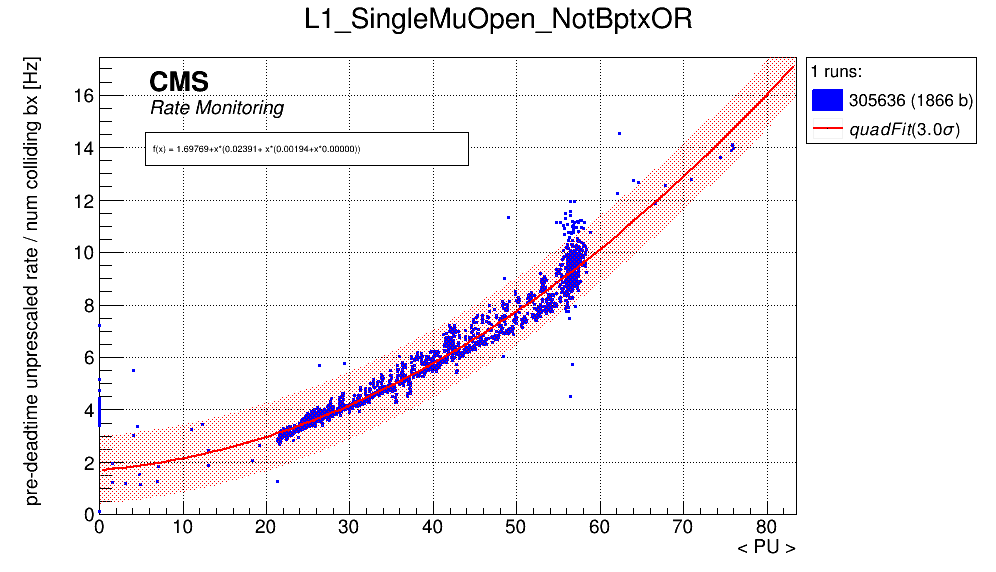 L1_SingleMuOpen_NotBptxOR
pre-deadtime unprescaled rate / num colliding bx [Hz]
CMS
Rate Monitoring
f(x) = 1.69769+x*(0.02391+ x*(0.00194+x*0.00000))
1 runs:
305636 (1866 b)
quadFit(3.0σ)
16
14
12
10
8
6
4
2
0
0 10 20 30 40 50 60 70 80
< PU >